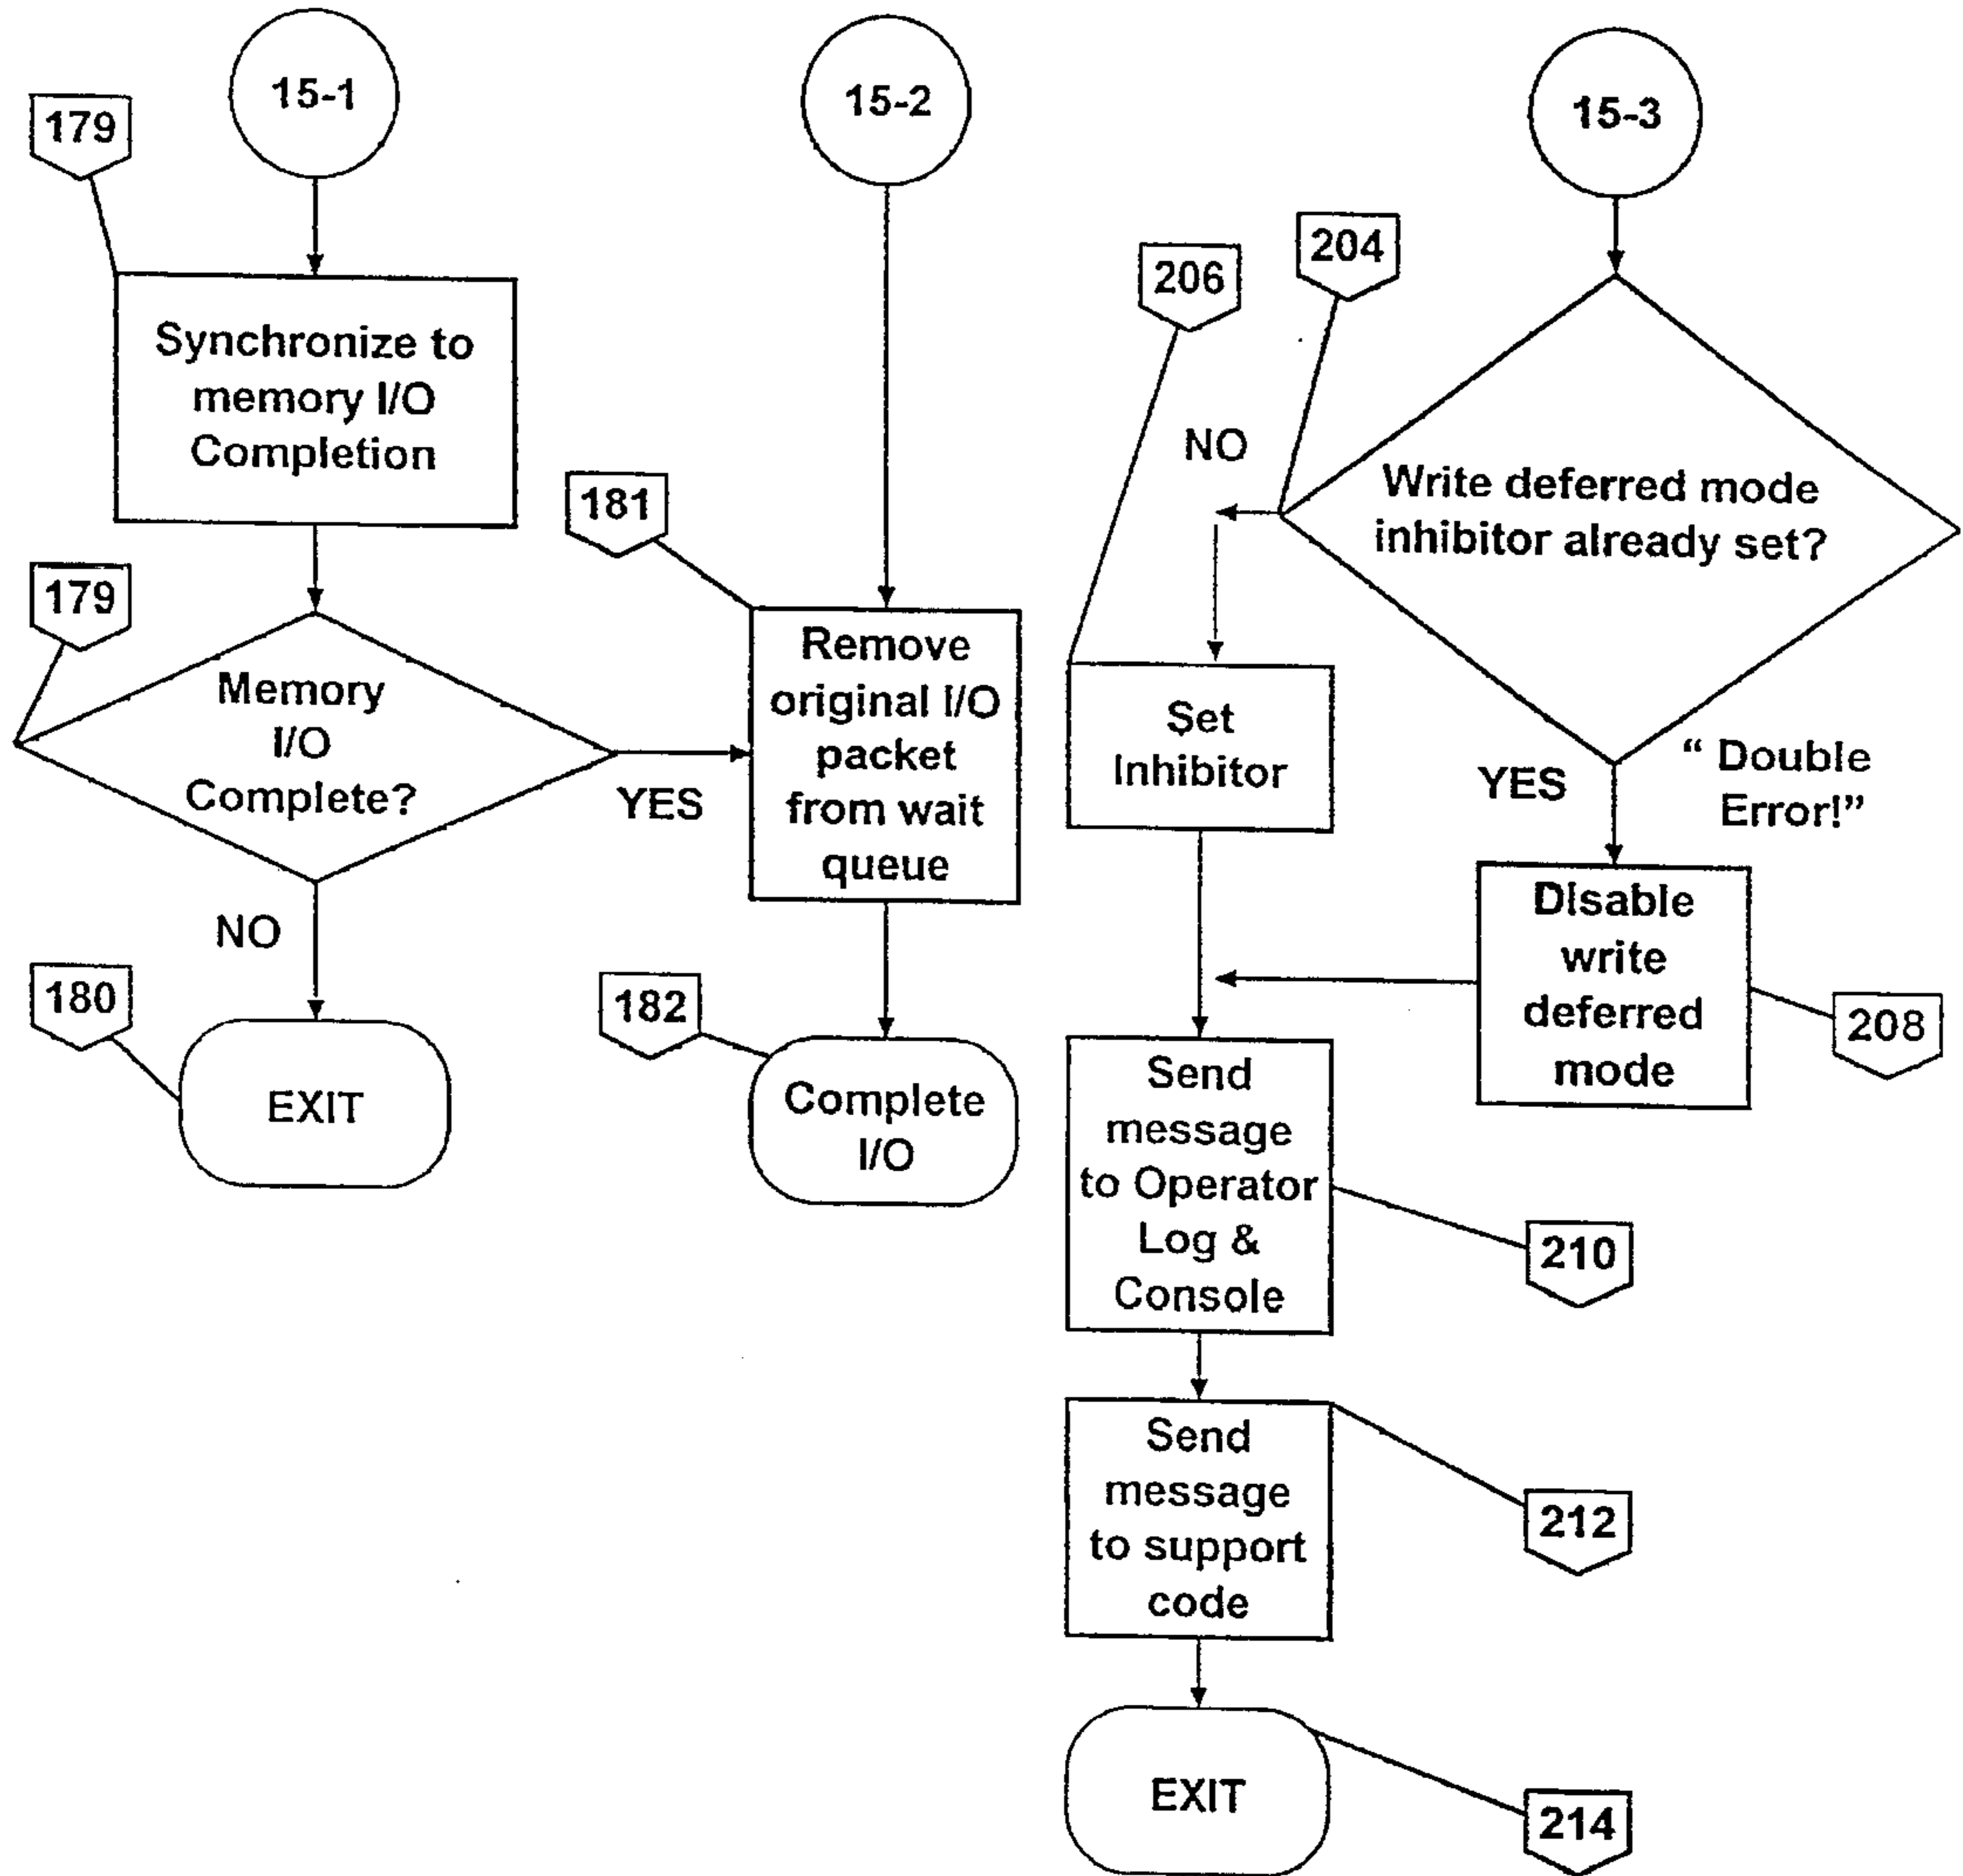 15-1
179
Synchronize to
memory I/O
Completion
179
Memory
I/O
Complete?
YES
NO
180
EXIT
15-2
181
Remove
original I/O
packet
from wait
queue
182
Complete
I/O
15-3
204
206
NO
Write deferred mode
inhibitor already set?
Set
Inhibitor
YES
“ Double
Error!”
Disable
write
deferred
mode
208
Send
message
to Operator
Log &
Console
210
Send
message
to support
code
212
EXIT
214